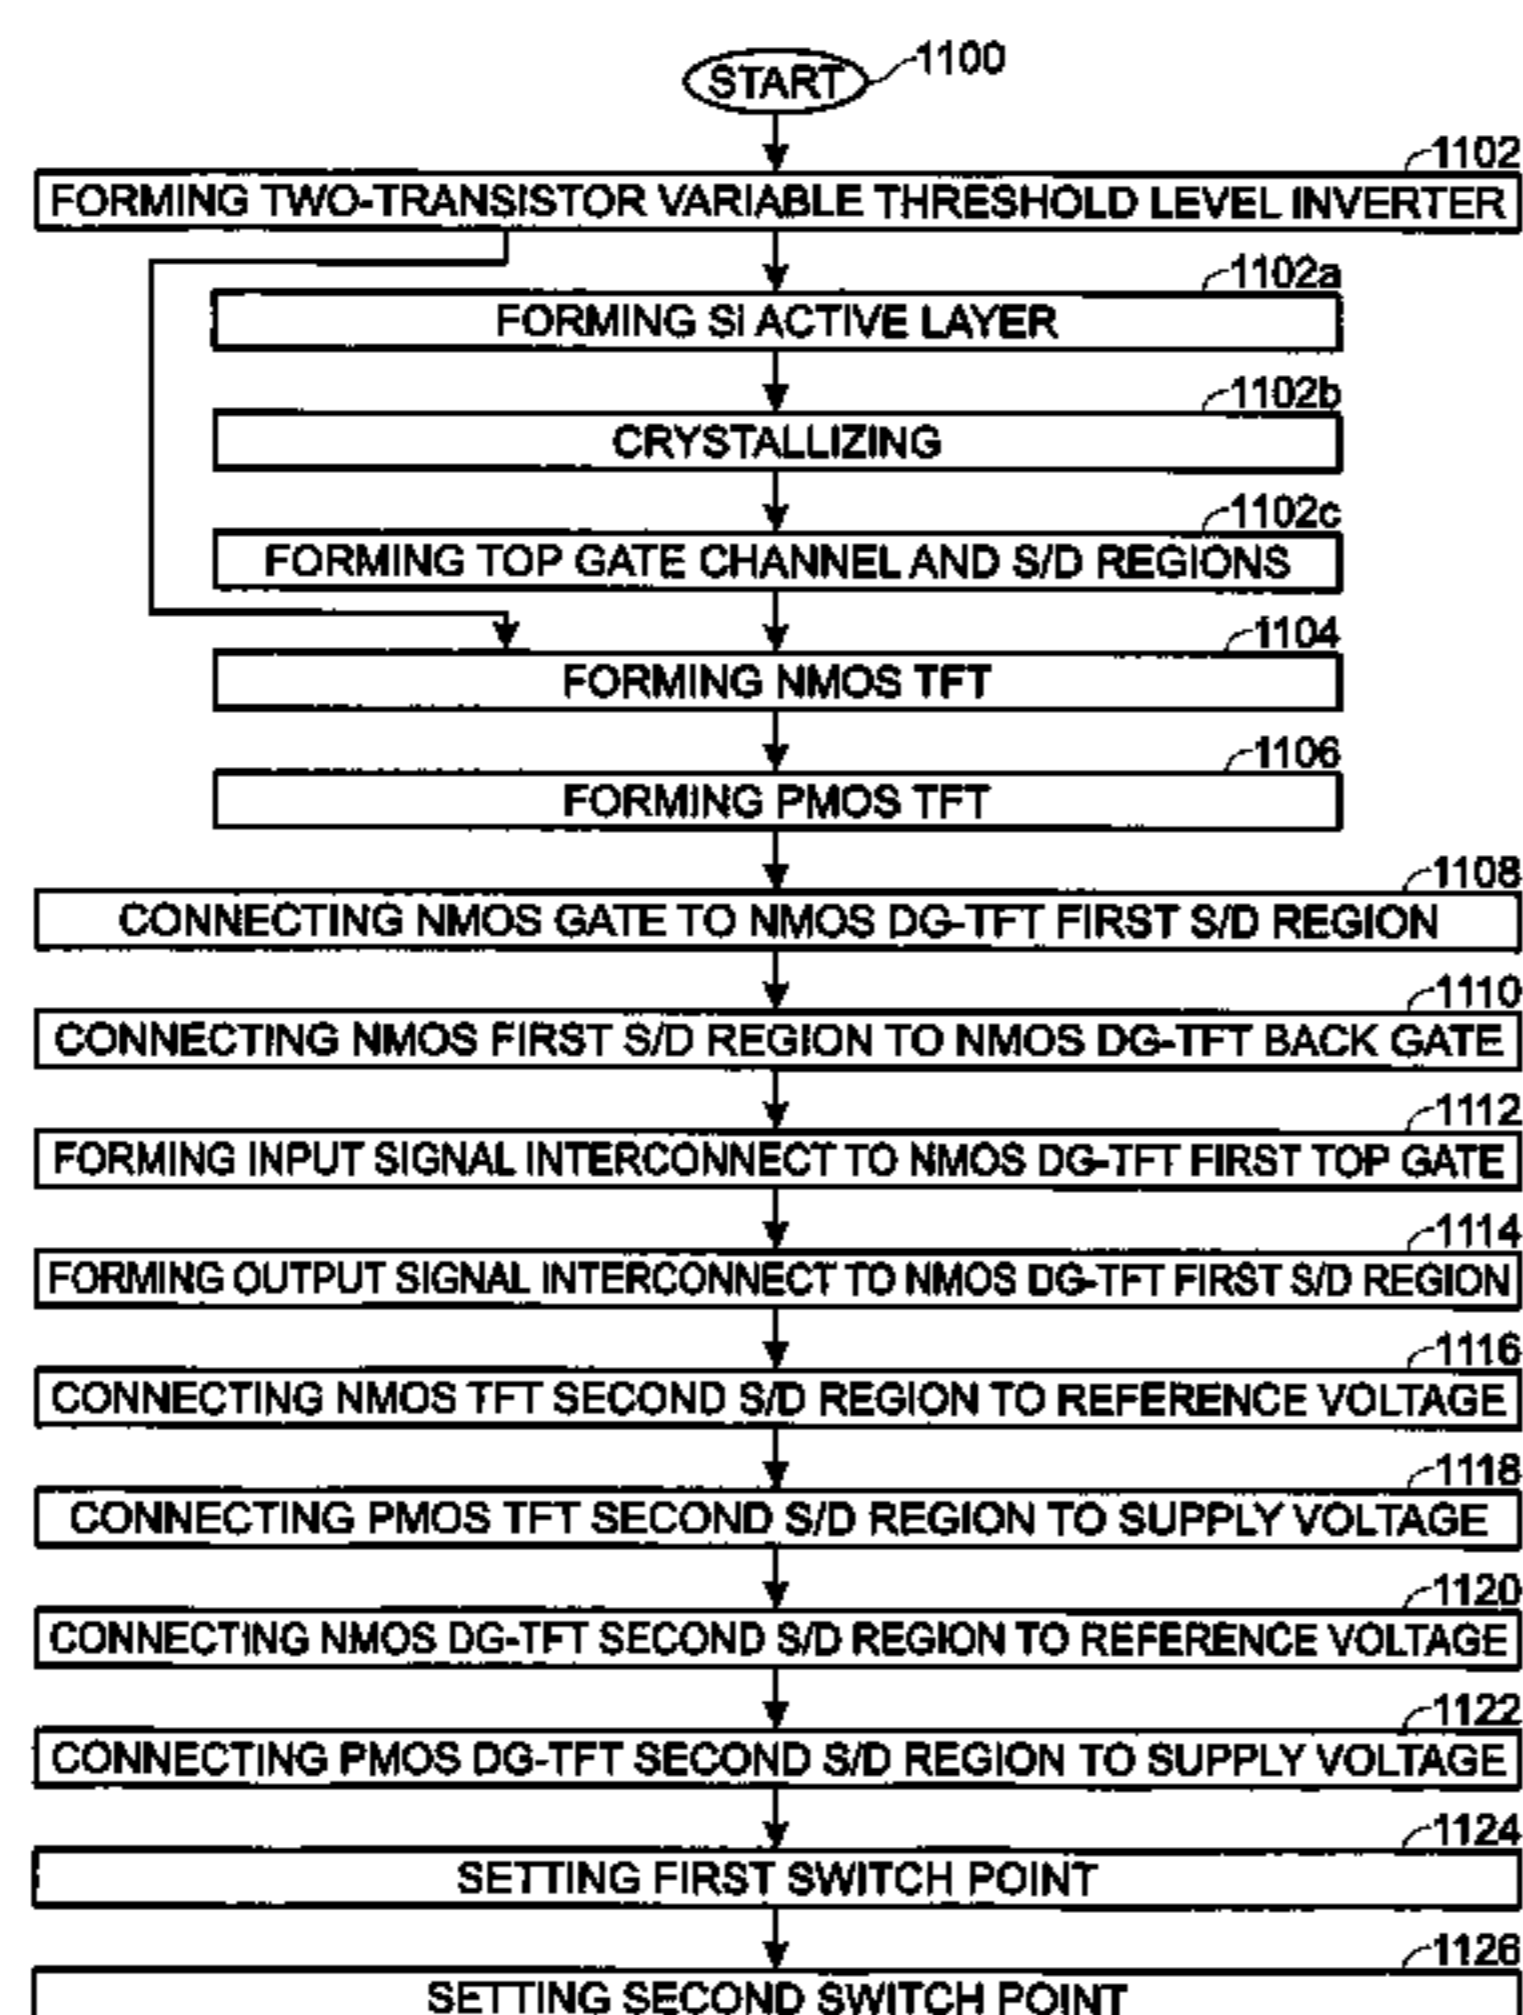 START
1100
1102
FORMING TWO-TRANSISTOR VARIABLE THRESHOLD LEVEL INVERTER
1102a
FORMING Si ACTIVE LAYER
1102b
CRYSTALLIZING
1102c
FORMING TOP GATE CHANNEL AND S/D REGIONS
1104
FORMING NMOS TFT
1106
FORMING PMOS TFT
1108
CONNECTING NMOS GATE TO NMOS DG-TFT FIRST S/D REGION
1110
CONNECTING NMOS FIRST S/D REGION TO NMOS DG-TFT BACK GATE
1112
FORMING INPUT SIGNAL INTERCONNECT TO NMOS DG-TFT FIRST TOP GATE
1114
FORMING OUTPUT SIGNAL INTERCONNECT TO NMOS DG-TFT FIRST S/D REGION
1116
CONNECTING NMOS TFT SECOND S/D REGION TO REFERENCE VOLTAGE
1118
CONNECTING PMOS TFT SECOND S/D REGION TO SUPPLY VOLTAGE
1120
CONNECTING NMOS DG-TFT SECOND S/D REGION TO REFERENCE VOLTAGE
1122
CONNECTING PMOS DG-TFT SECOND S/D REGION TO SUPPLY VOLTAGE
1124
SETTING FIRST SWITCH POINT
1126
SETTING SECOND SWITCH POINT